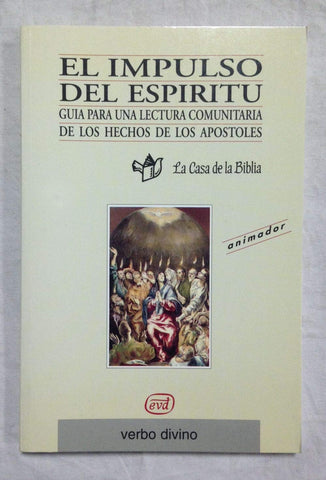 EL IMPULSO
DEL ESPIRITU
GUIA PARA UNA LECTURA COMUNITARIA
DE LOS HECHOS DE LOS APOSTOLES
La Casa de la Biblia
animador
evd
verbo divino